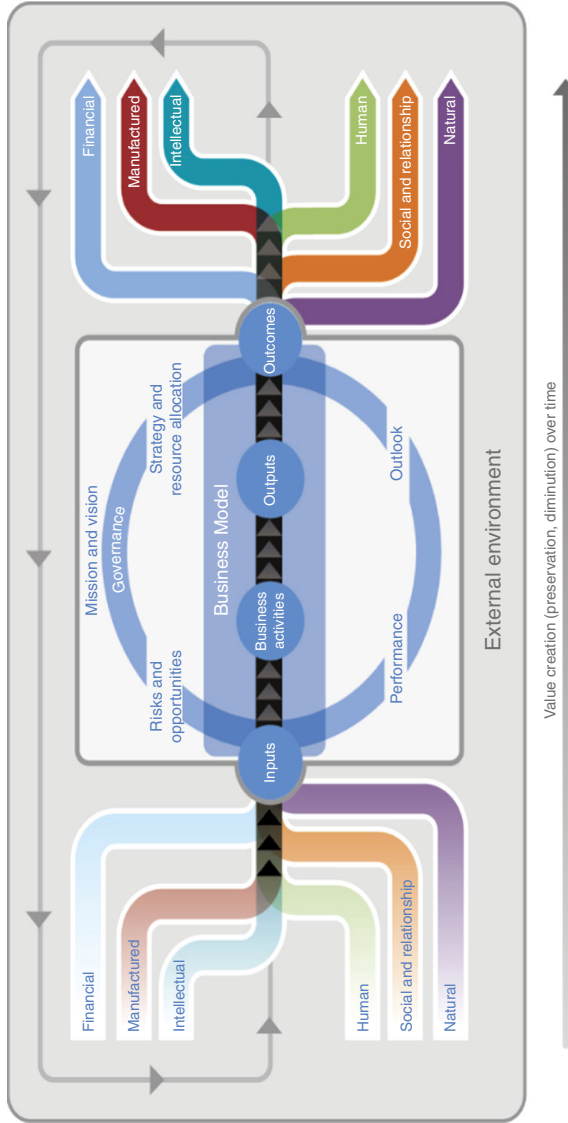 Financial
Manufactured
Intellectual
Human
Social and relationship
Natural
Mission and vision
Governance
Risks and
opportunities
Strategy and
resource allocation
Business Model
Inputs
Business
activities
Outputs
Outcomes
Performance
Outlook
Financial
Manufactured
Intellectual
Human
Social and relationship
Natural
External environment
Value creation (preservation, diminution) over time